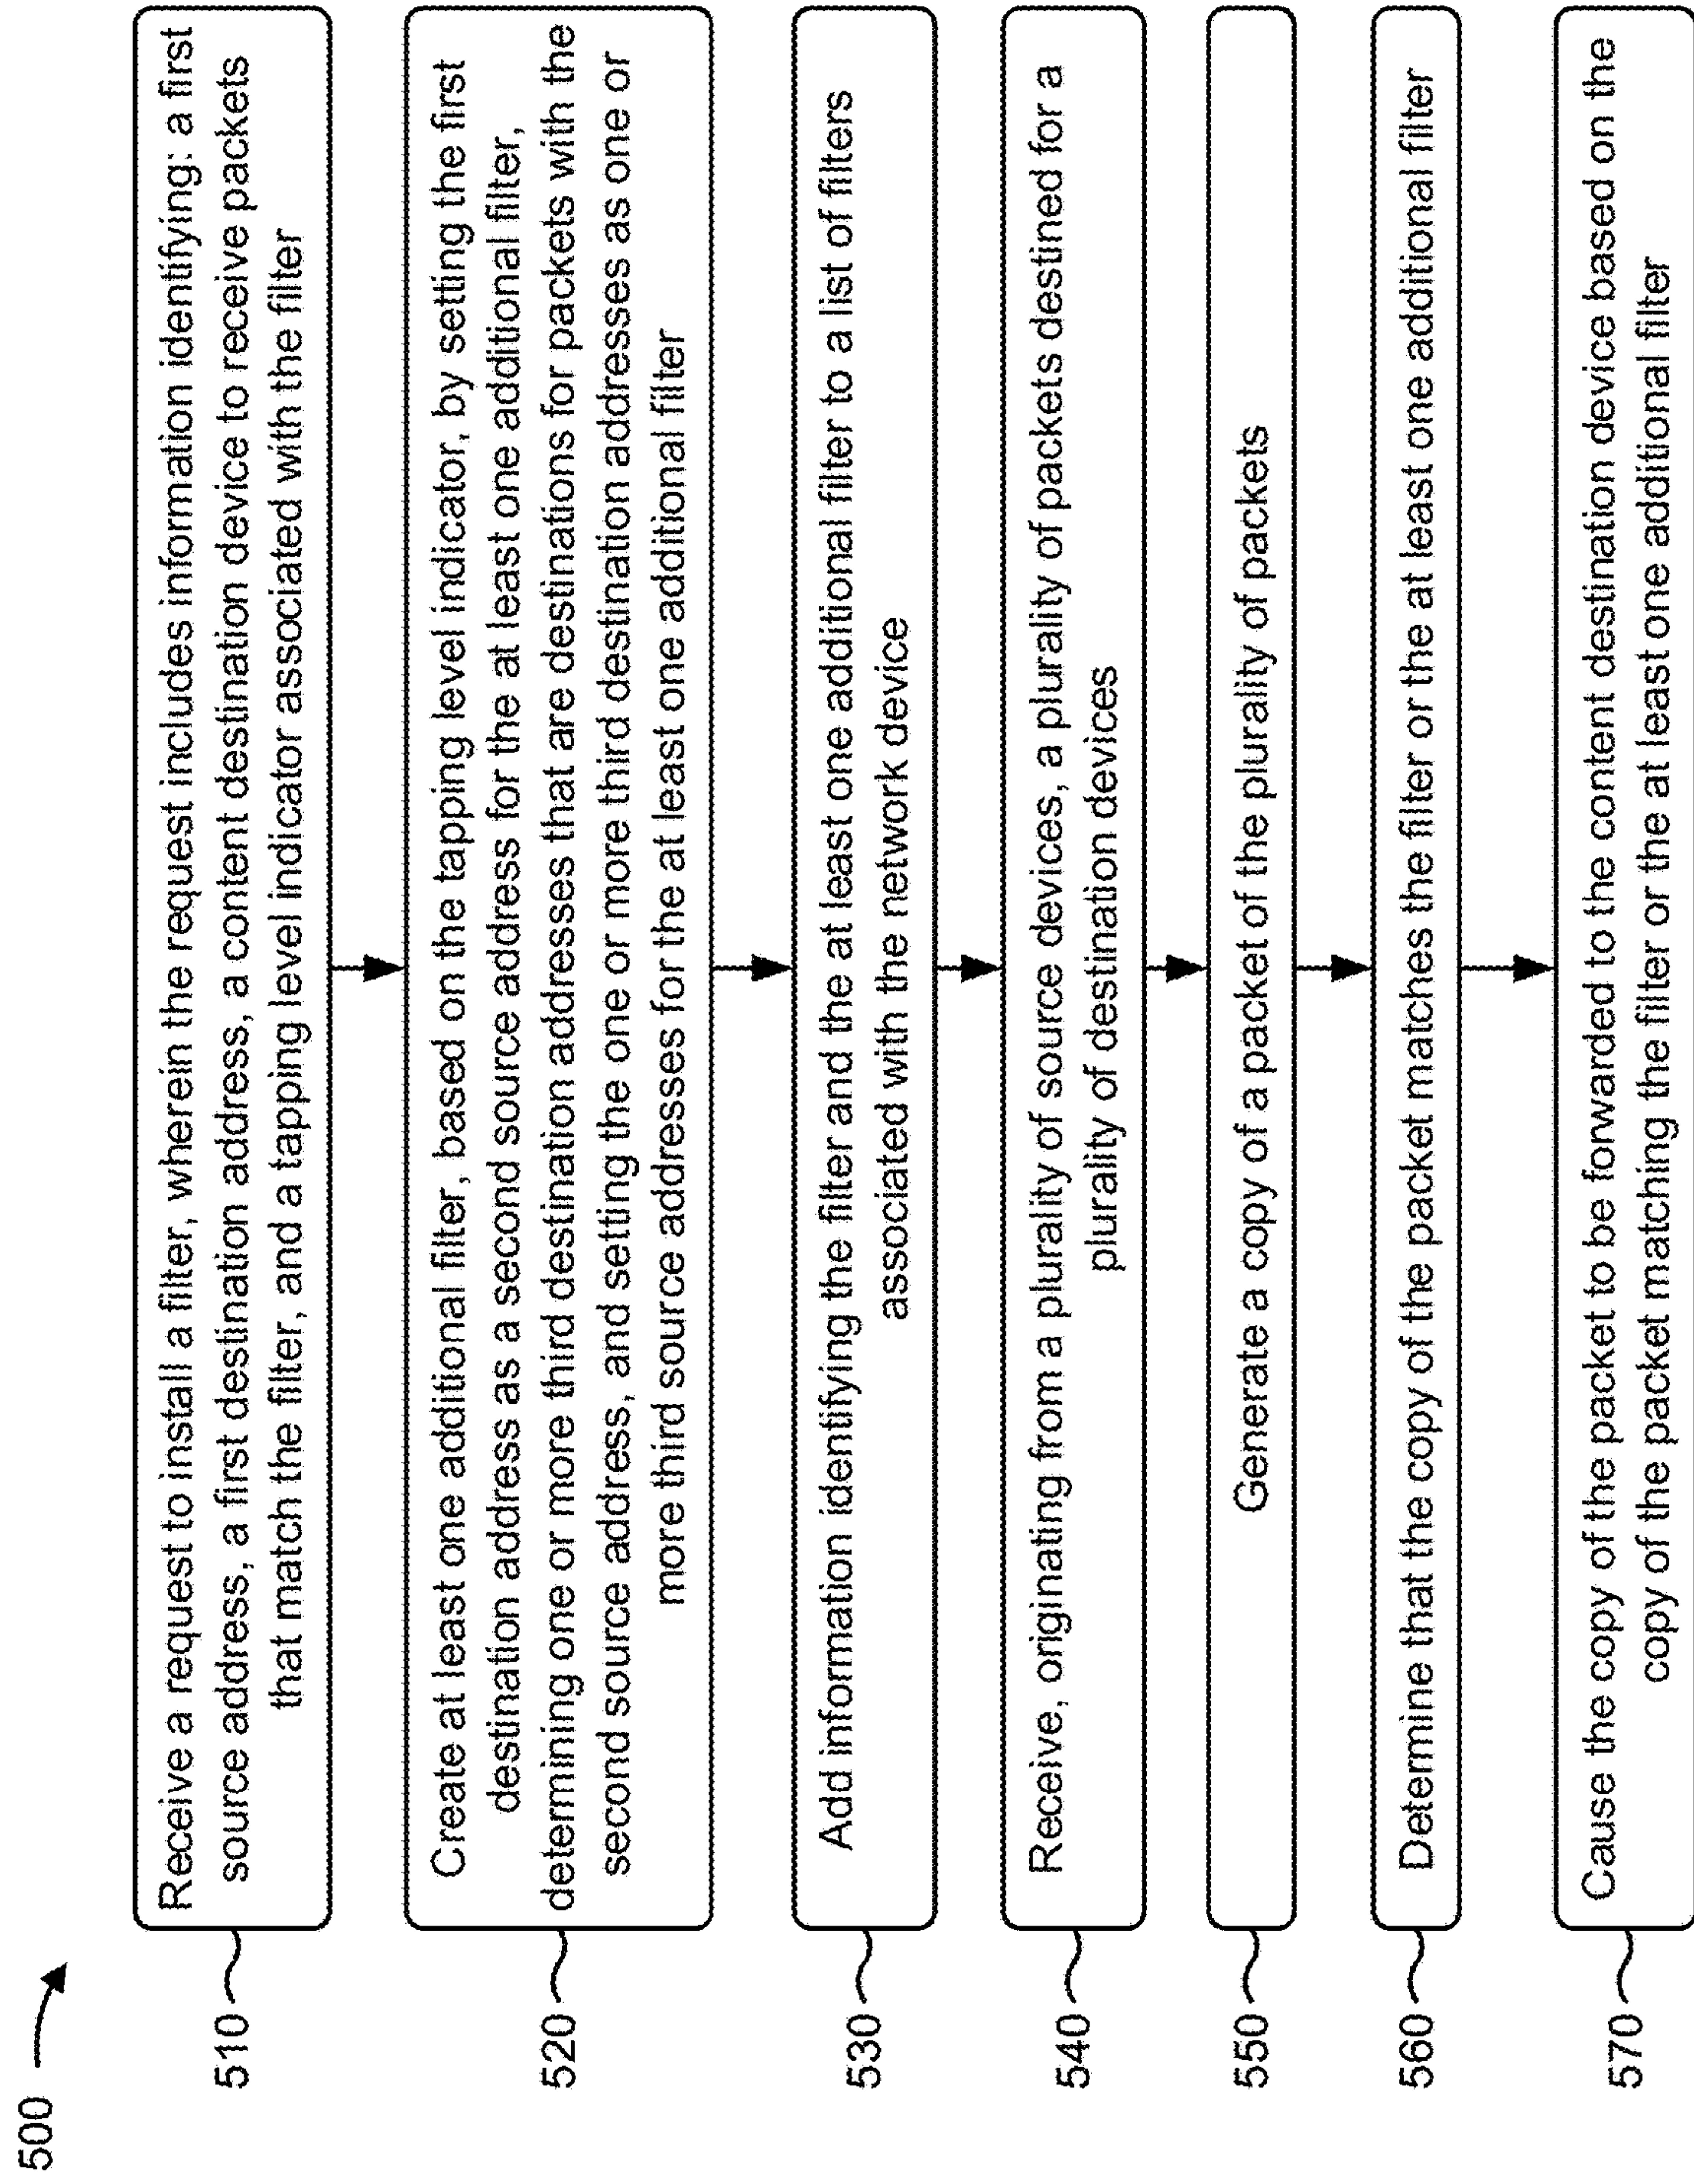 500
510
Receive a request to install a filter, wherein the request includes information identifying: a first
source address, a first destination address, a content destination device to receive packets
that match the filter, and a tapping level indicator associated with the filter
520
Create at least one additional filter, based on the tapping level indicator, by setting the first
destination address as a second source address for the at least one additional filter,
determining one or more third destination addresses that are destinations for packets with the
second source address, and setting the one or more third destination addresses as one or
more third source addresses for the at least one additional filter
530
Add information identifying the filter and the at least one additional filter to a list of filters
associated with the network device
540
Receive, originating from a plurality of source devices, a plurality of packets destined for a
plurality of destination devices
550
Generate a copy of a packet of the plurality of packets
560
Determine that the copy of the packet matches the filter or the at least one additional filter
570
Cause the copy of the packet to be forwarded to the content destination device based on the
copy of the packet matching the filter or the at least one additional filter